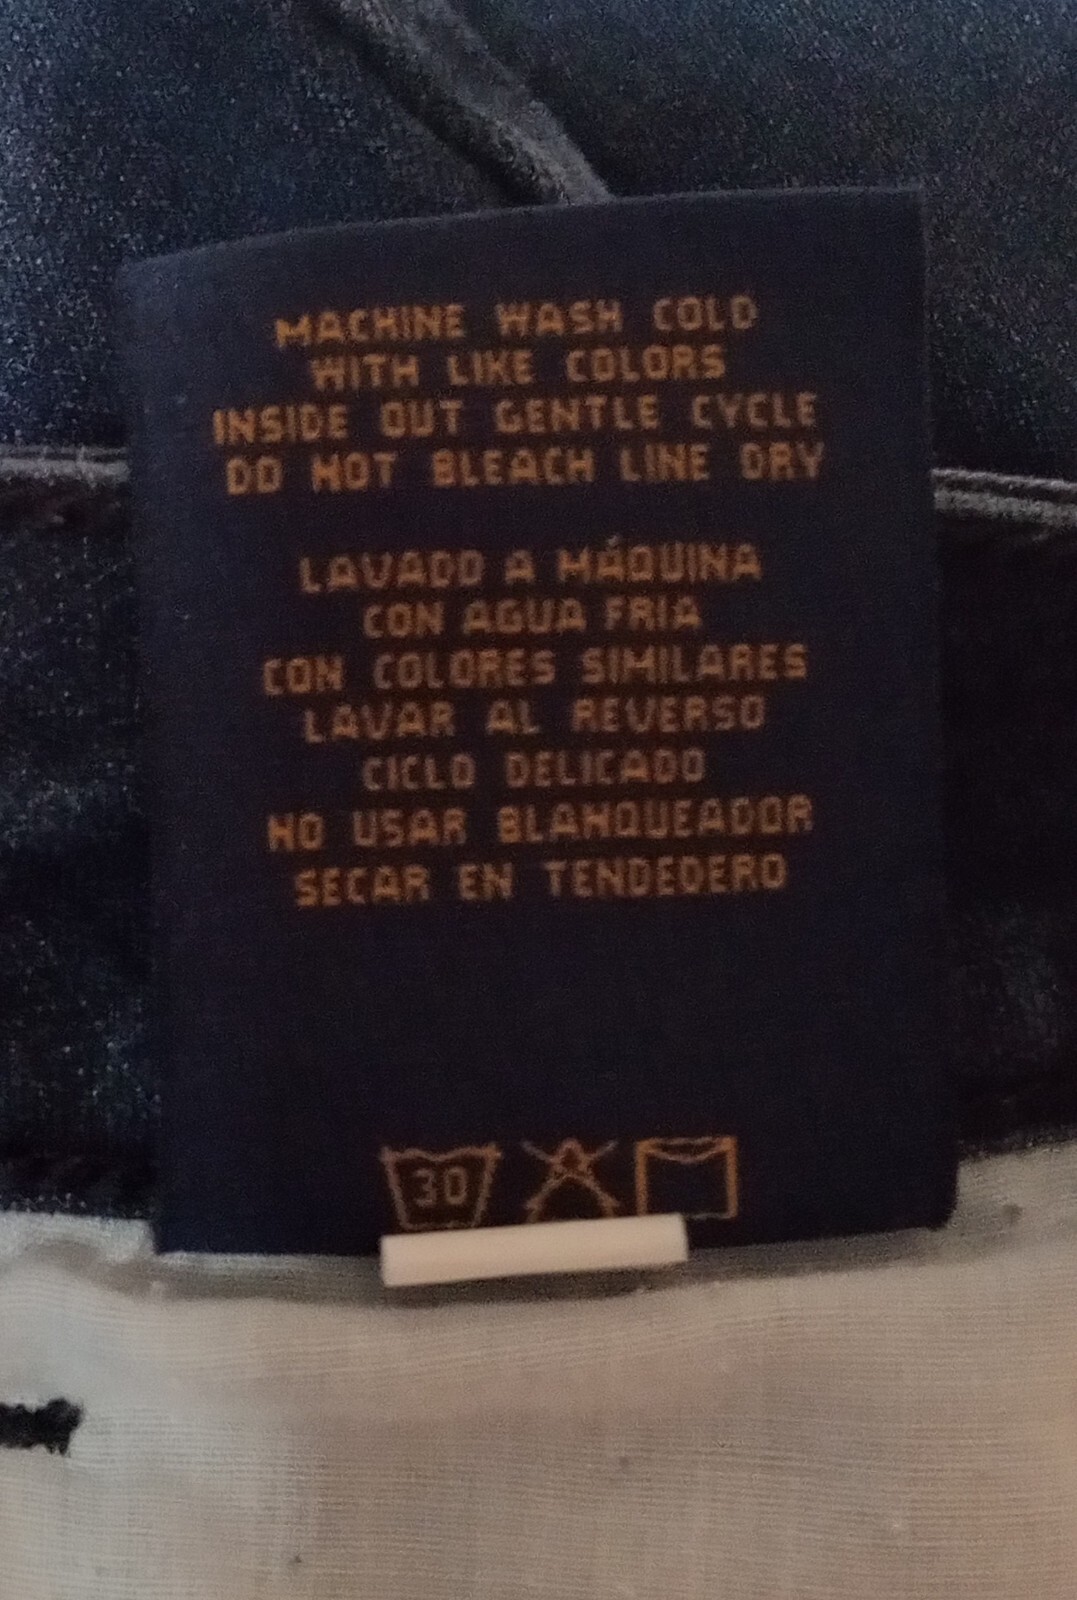 MACHINE WASH COLD
WITH LIKE COLORS
INSIDE OUT GENTLE CYCLE
DO NOT BLEACH LINE DRY
LAVADO A MÁQUINA
CON AGUA FRIA
CON COLORES SIMILARES
LAVAR AL REVERSO
CICLO DELICADO
NO USAR BLANQUEADOR
SECAR EN TENDEDERO
30